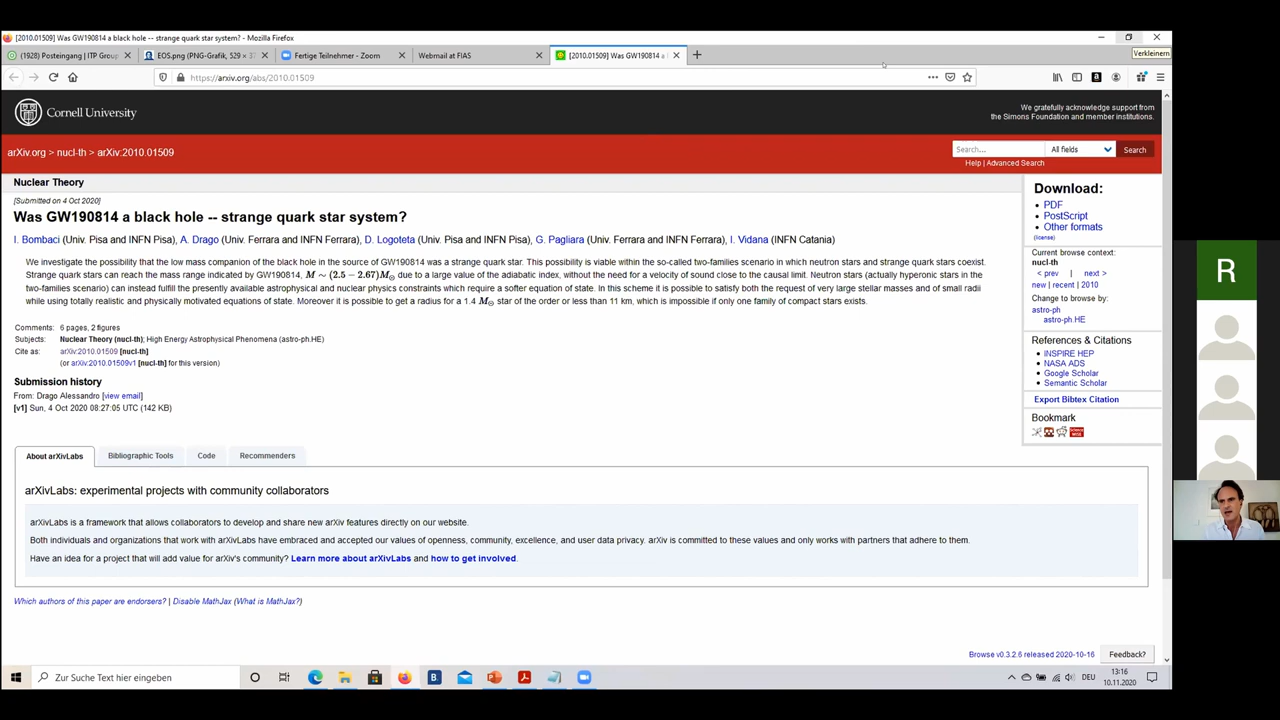 [2010.01509] Was GW190814 a black hole -- strange quark star system? - Mozilla Firefox
(1928) Posteingang | ITP Grou
EOS.png (PNG-Grafik, 529 × 37
Fertige Teilnehmer - Zoom
Webmail at FIAS
[2010.01509] Was GW190814 a
Verkleinern
https://arxiv.org/abs/2010.01509
Cornell University
We gratefully acknowledge support from
the Simons Foundation and member institutions.
arXiv.org > nucl-th > arXiv:2010.01509
Search...
All fields
Search
Help | Advanced Search
Nuclear Theory
[Submitted on 4 Oct 2020]
Was GW190814 a black hole -- strange quark star system?
I. Bombaci (Univ. Pisa and INFN Pisa), A. Drago (Univ. Ferrara and INFN Ferrara), D. Logoteta (Univ. Pisa and INFN Pisa), G. Pagliara (Univ. Ferrara and INFN Ferrara), I. Vidana (INFN Catania)
We investigate the possibility that the low mass companion of the black hole in the source of GW190814 was a strange quark star. This possibility is viable within the so-called two-families scenario in which neutron stars and strange quark stars coexist.
Strange quark stars can reach the mass range indicated by GW190814, M ∼ (2.5 − 2.67)M⊙ due to a large value of the adiabatic index, without the need for a velocity of sound close to the causal limit. Neutron stars (actually hyperonic stars in the
two-families scenario) can instead fulfill the presently available astrophysical and nuclear physics constraints which require a softer equation of state. In this scheme it is possible to satisfy both the request of very large stellar masses and of small radii
while using totally realistic and physically motivated equations of state. Moreover it is possible to get a radius for a 1.4 M⊙ star of the order or less than 11 km, which is impossible if only one family of compact stars exists.
Comments: 6 pages, 2 figures
Subjects: Nuclear Theory (nucl-th); High Energy Astrophysical Phenomena (astro-ph.HE)
Cite as: arXiv:2010.01509 [nucl-th]
(or arXiv:2010.01509v1 [nucl-th] for this version)
Submission history
From: Drago Alessandro [view email]
[v1] Sun, 4 Oct 2020 08:27:05 UTC (142 KB)
Download:
PDF
PostScript
Other formats
(license)
Current browse context:
nucl-th
< prev | next >
new | recent | 2010
Change to browse by:
astro-ph
astro-ph.HE
References & Citations
INSPIRE HEP
NASA ADS
Google Scholar
Semantic Scholar
Export Bibtex Citation
Bookmark
About arXivLabs
Bibliographic Tools
Code
Recommenders
arXivLabs: experimental projects with community collaborators
arXivLabs is a framework that allows collaborators to develop and share new arXiv features directly on our website.
Both individuals and organizations that work with arXivLabs have embraced and accepted our values of openness, community, excellence, and user data privacy. arXiv is committed to these values and only works with partners that adhere to them.
Have an idea for a project that will add value for arXiv's community? Learn more about arXivLabs and how to get involved.
Which authors of this paper are endorsers? | Disable MathJax (What is MathJax?)
Browse v0.3.2.6 released 2020-10-16
Feedback?
R
Zur Suche Text hier eingeben
DEU
13:16
10.11.2020